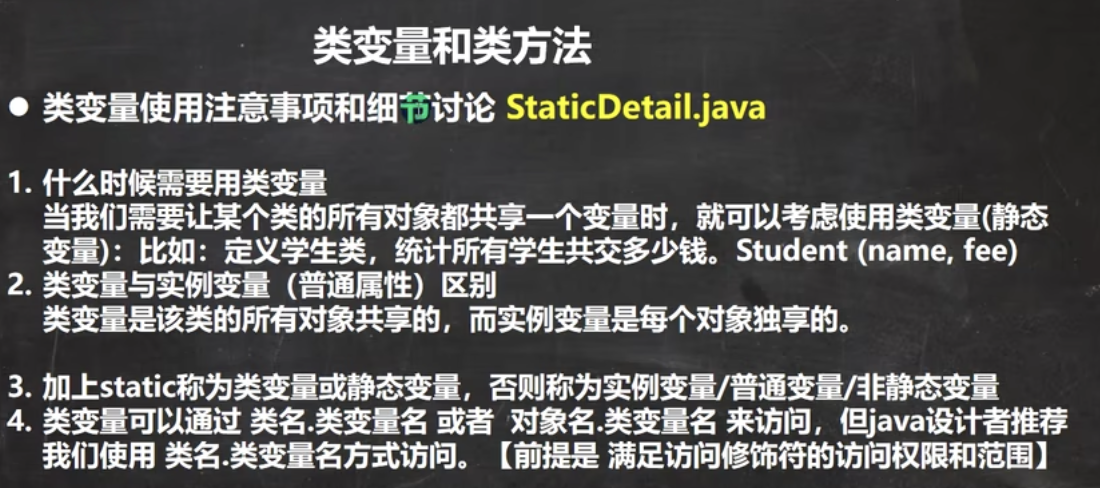 类变量和类方法
● 类变量使用注意事项和细节讨论 StaticDetail.java
1. 什么时候需要用类变量
当我们需要让某个类的所有对象都共享一个变量时，就可以考虑使用类变量(静态
变量)：比如：定义学生类，统计所有学生共交多少钱。Student (name, fee)
2. 类变量与实例变量（普通属性）区别
类变量是该类的所有对象共享的，而实例变量是每个对象独享的。
3. 加上static称为类变量或静态变量，否则称为实例变量/普通变量/非静态变量
4. 类变量可以通过 类名.类变量名 或者 对象名.类变量名 来访问，但java设计者推荐
我们使用 类名.类变量名方式访问。【前提是 满足访问修饰符的访问权限和范围】